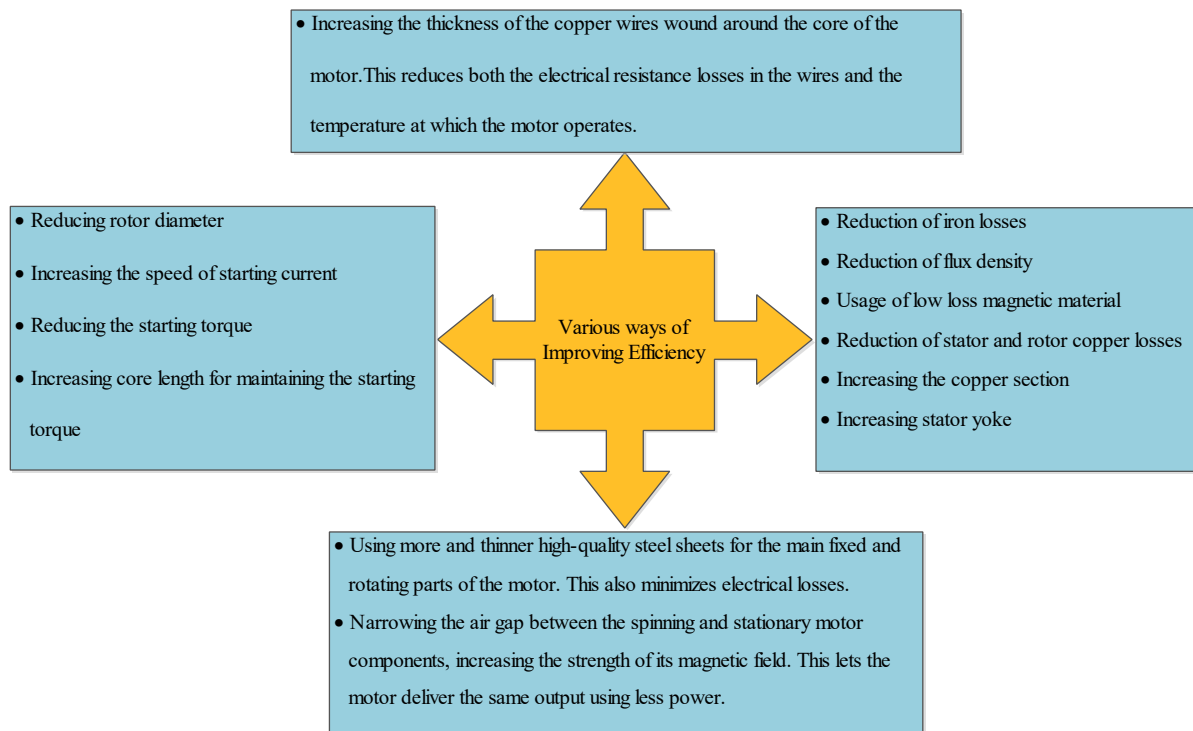 • Increasing the thickness of the copper wires wound around the core of the
motor.This reduces both the electrical resistance losses in the wires and the
temperature at which the motor operates.
• Reducing rotor diameter
• Increasing the speed of starting current
• Reducing the starting torque
• Increasing core length for maintaining the starting
torque
Various ways of
Improving Efficiency
• Reduction of iron losses
• Reduction of flux density
• Usage of low loss magnetic material
• Reduction of stator and rotor copper losses
• Increasing the copper section
• Increasing stator yoke
• Using more and thinner high-quality steel sheets for the main fixed and
rotating parts of the motor. This also minimizes electrical losses.
• Narrowing the air gap between the spinning and stationary motor
components, increasing the strength of its magnetic field. This lets the
motor deliver the same output using less power.